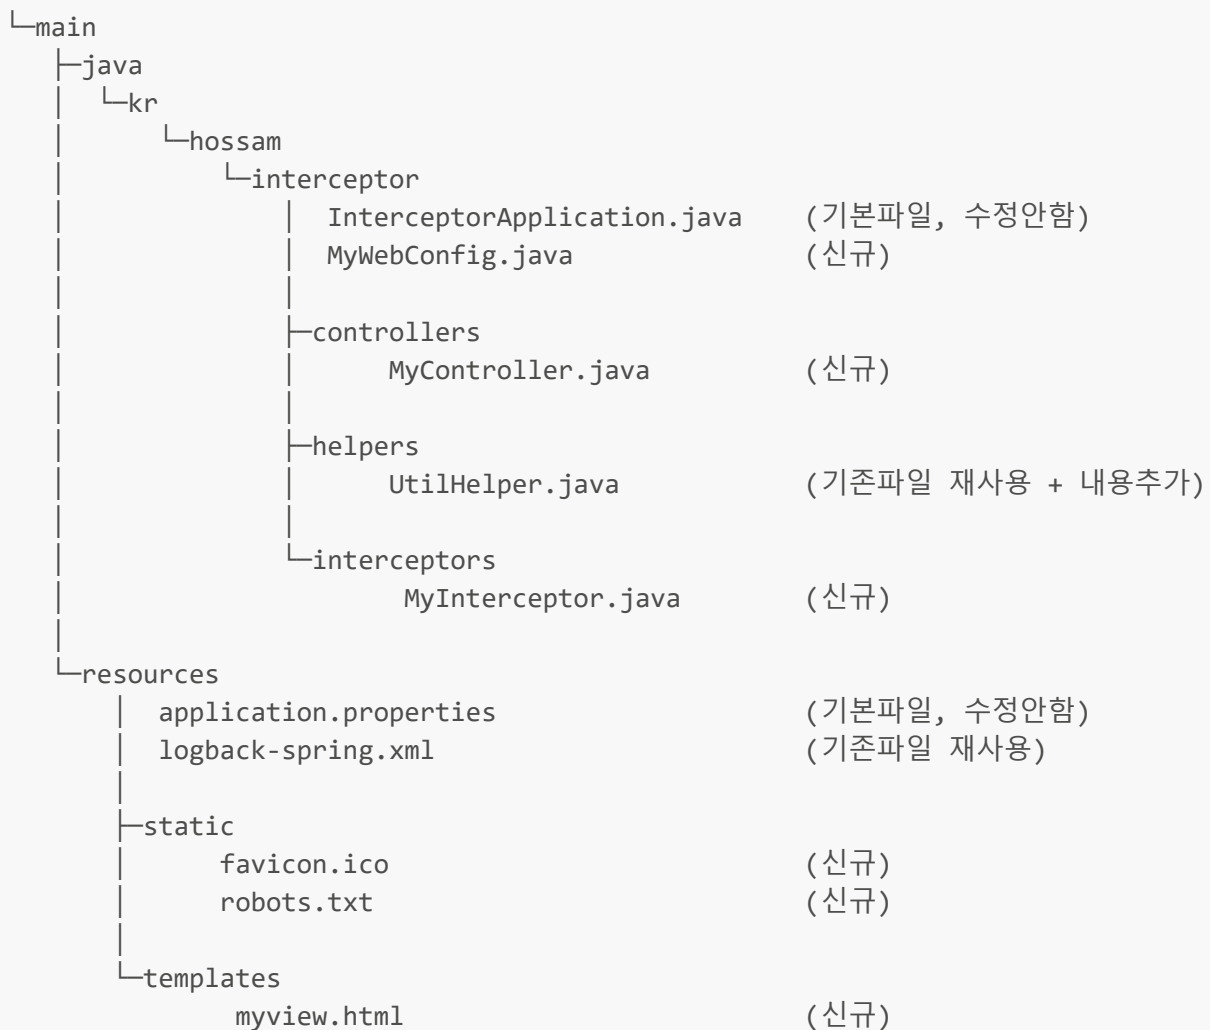 └─main
   ├─java
   │  └─kr
   │      └─hossam
   │          └─interceptor
   │              │  InterceptorApplication.java    (기본파일, 수정안함)
   │              │  MyWebConfig.java               (신규)
   │              │
   │              ├─controllers
   │              │      MyController.java          (신규)
   │              │
   │              ├─helpers
   │              │      UtilHelper.java            (기존파일 재사용 + 내용추가)
   │              │
   │              └─interceptors
   │                      MyInterceptor.java        (신규)
   │
   └─resources
       │  application.properties                    (기본파일, 수정안함)
       │  logback-spring.xml                        (기존파일 재사용)
       │
       ├─static
       │      favicon.ico                           (신규)
       │      robots.txt                            (신규)
       │
       └─templates
               myview.html                          (신규)